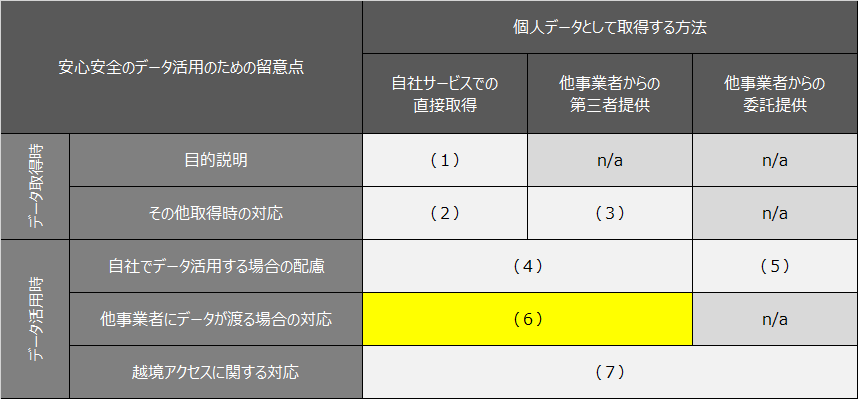 安心安全のデータ活用のための留意点
個人データとして取得する方法
自社サービスでの
直接取得
他事業者からの
第三者提供
他事業者からの
委託提供
データ取得時
目的説明
（１）
n/a
n/a
その他取得時の対応
（２）
（３）
n/a
データ活用時
自社でデータ活用する場合の配慮
（４）
（５）
他事業者にデータが渡る場合の対応
（６）
n/a
越境アクセスに関する対応
（７）